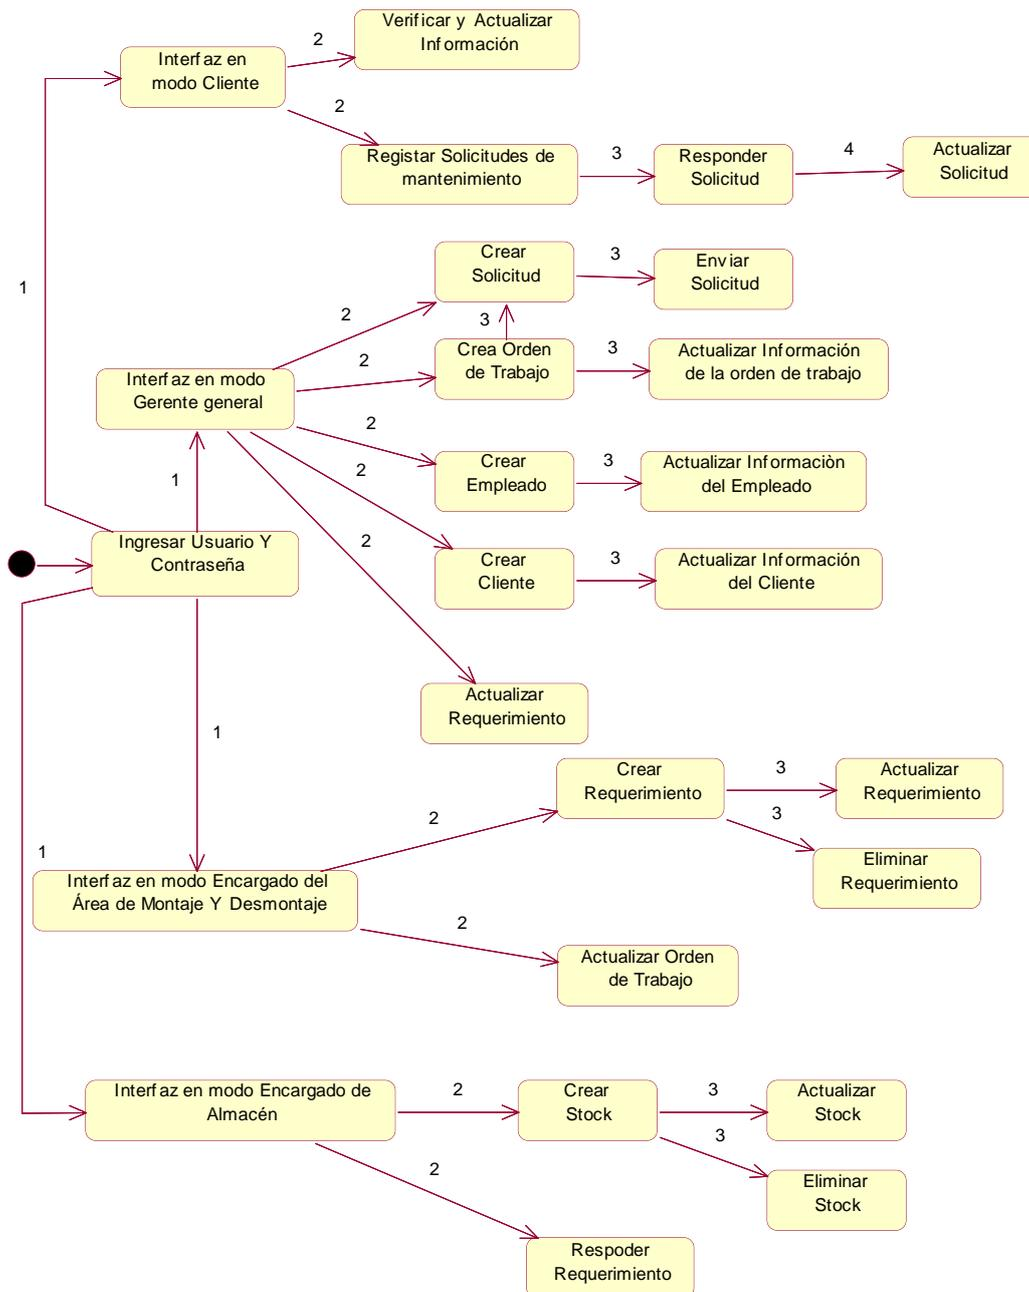 Verificar y Actualizar
Información
2
Interfaz en
modo Cliente
2
Registar Solicitudes de
mantenimiento
3
Responder
Solicitud
4
Actualizar
Solicitud
1
Crear
Solicitud
3
Enviar
Solicitud
2
3
Crea Orden
de Trabajo
3
Actualizar Información
de la orden de trabajo
2
Interfaz en modo
Gerente general
2
Crear
Empleado
3
Actualizar Informaciòn
del Empleado
2
1
Ingresar Usuario Y
Contraseña
2
Crear
Cliente
3
Actualizar Información
del Cliente
Actualizar
Requerimiento
1
Crear
Requerimiento
3
Actualizar
Requerimiento
3
Eliminar
Requerimiento
2
1
Interfaz en modo Encargado del
Área de Montaje Y Desmontaje
2
Actualizar Orden
de Trabajo
Interfaz en modo Encargado de
Almacén
2
Crear
Stock
3
Actualizar
Stock
3
Eliminar
Stock
2
Respoder
Requerimiento